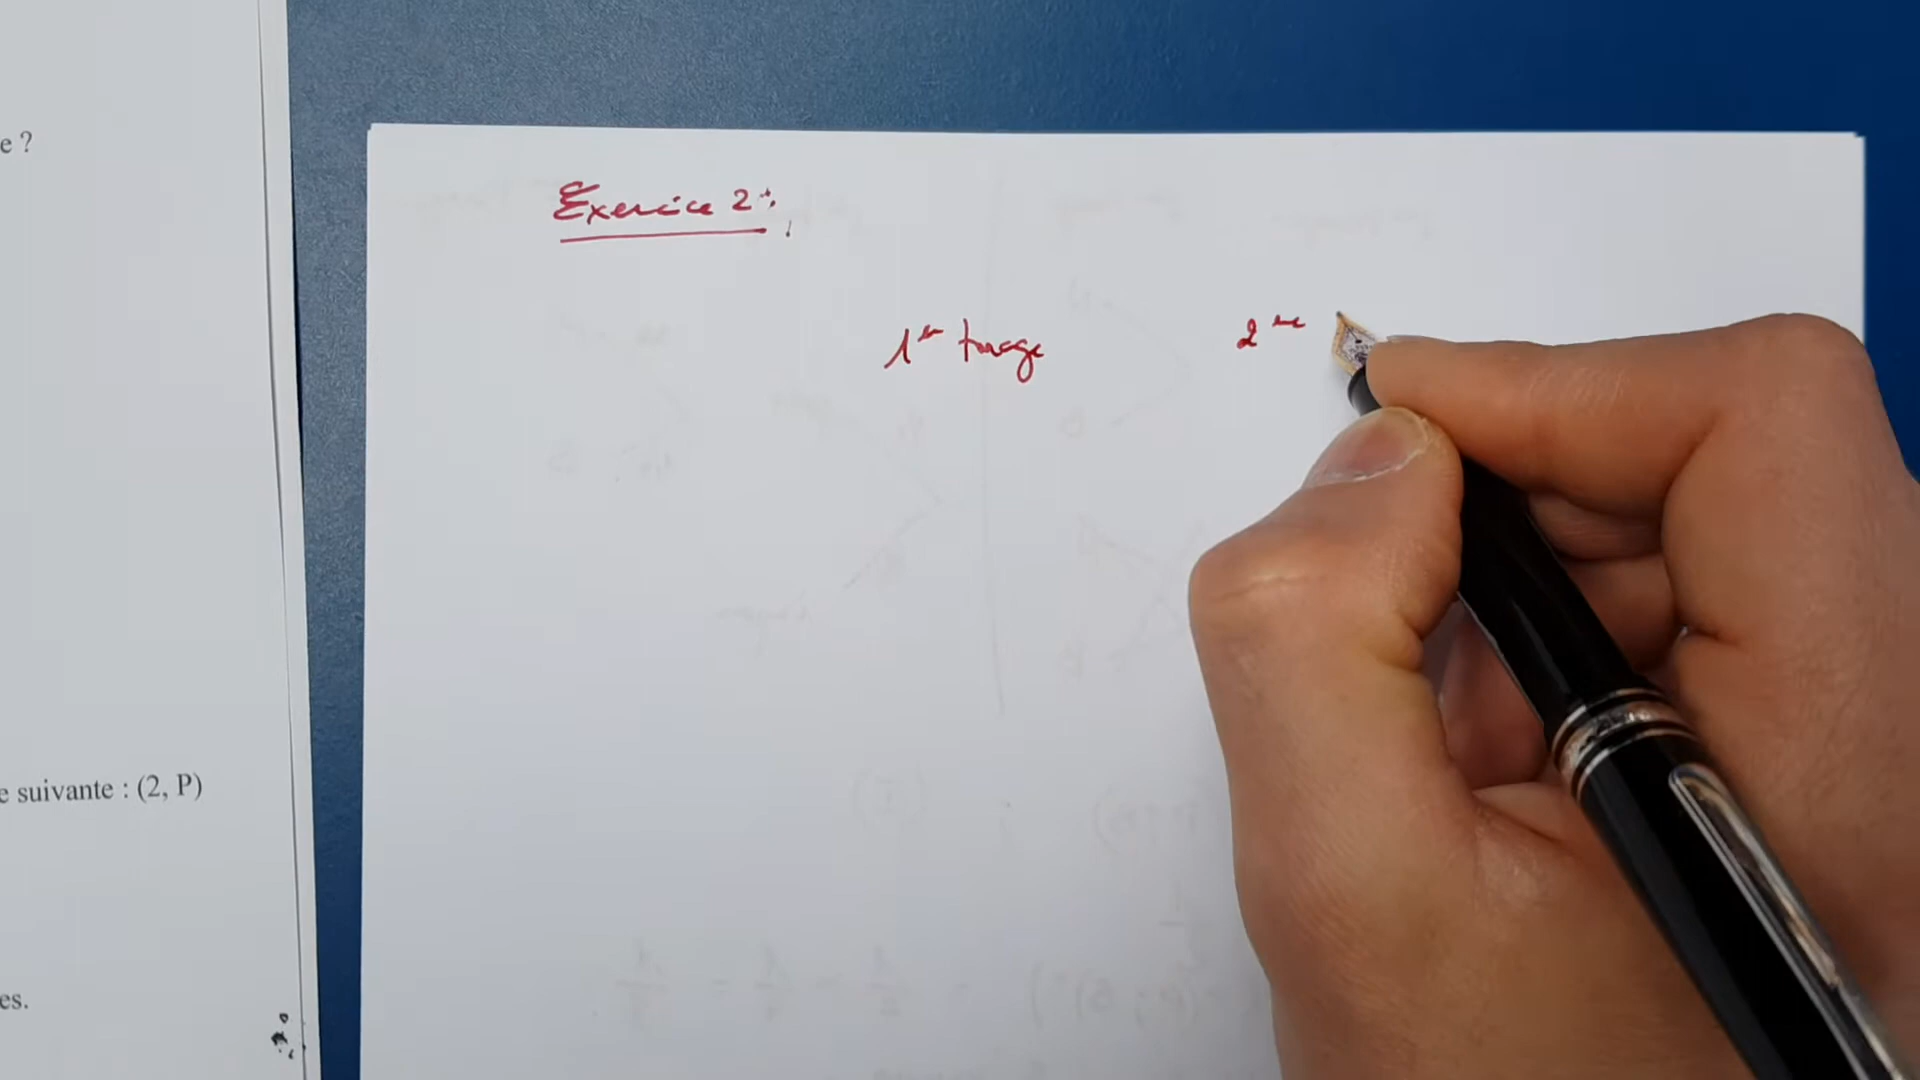 e ?
Exercice 2 :
1er tirage 2ème
e suivante : (2, P)
es.